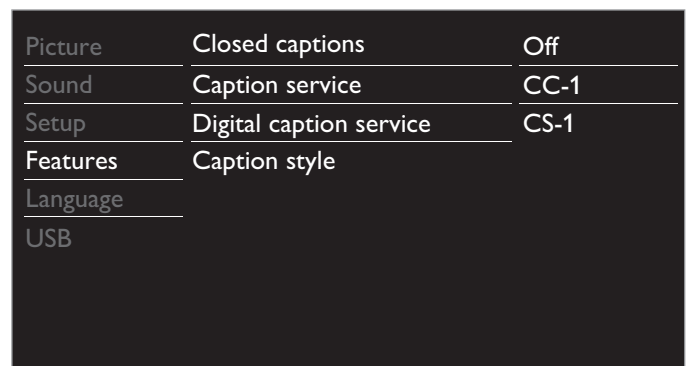 Picture Closed captions Off
Sound Caption service CC-1
Setup Digital caption service CS-1
Features Caption style
Language
USB